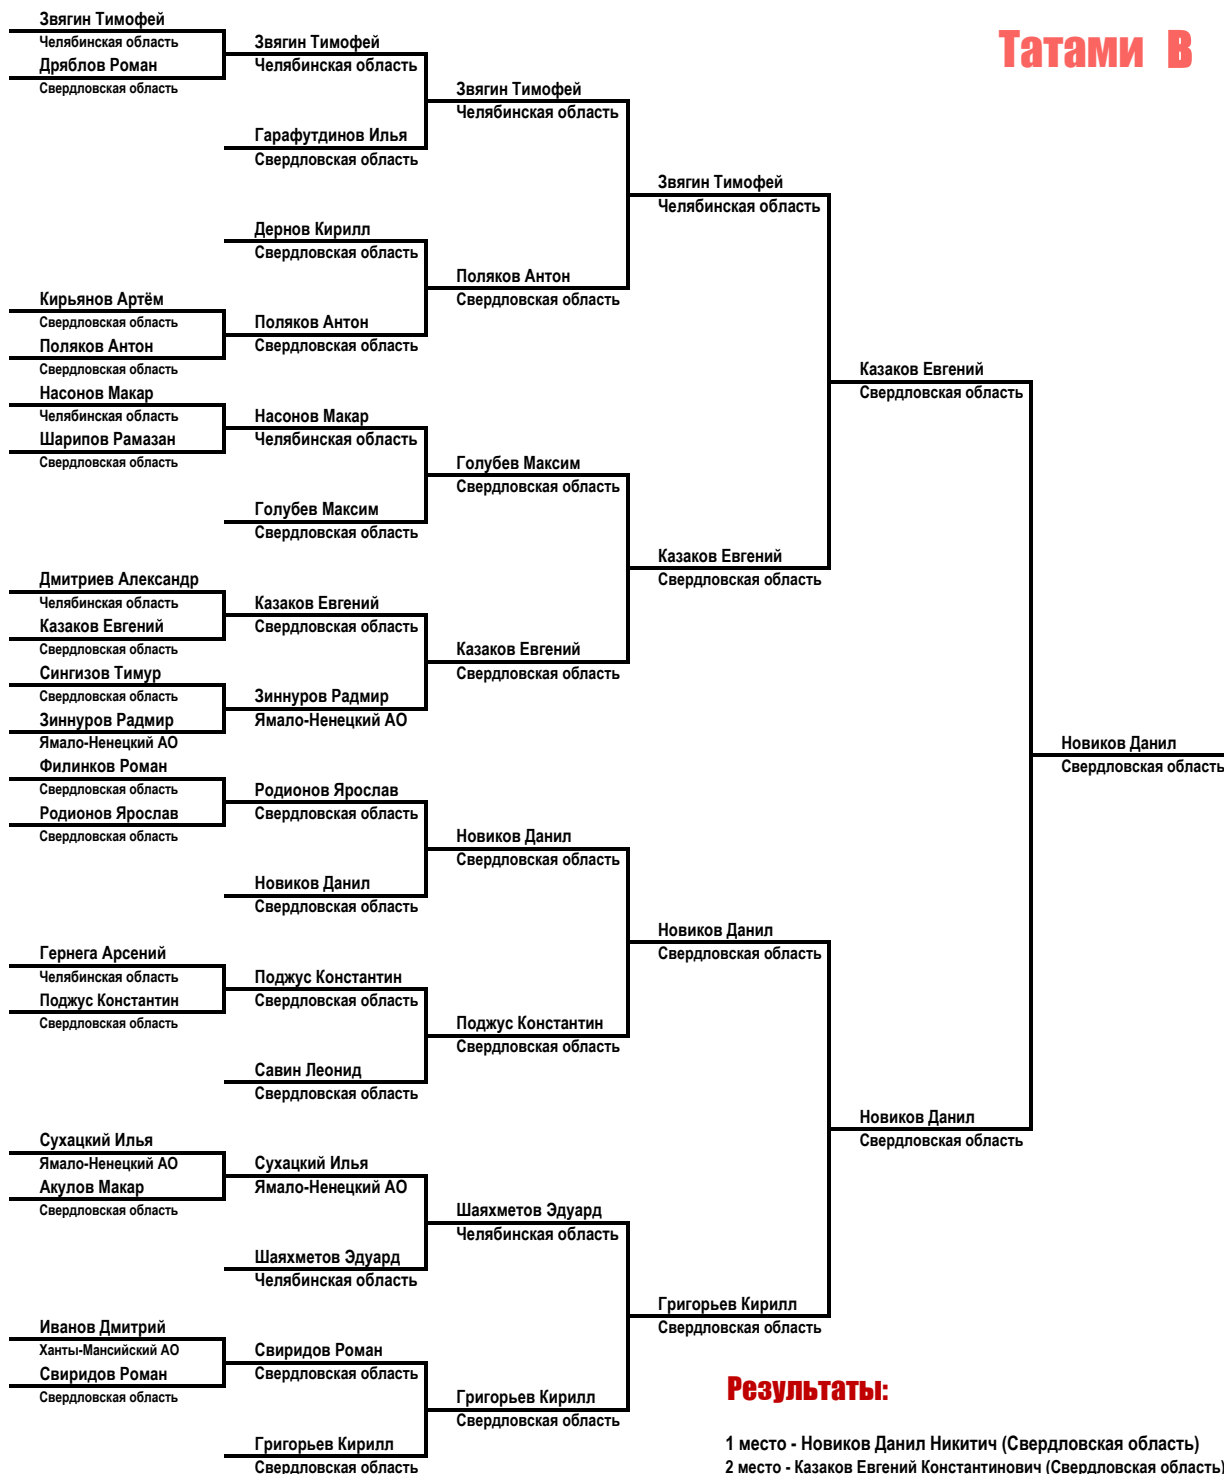 Татами В
Звягин Тимофей
Челябинская область
Дряблов Роман
Свердловская область
Кирьянов Артём
Свердловская область
Поляков Антон
Свердловская область
Насонов Макар
Челябинская область
Шарипов Рамазан
Свердловская область
Дмитриев Александр
Челябинская область
Казаков Евгений
Свердловская область
Сингизов Тимур
Свердловская область
Зиннуров Радмир
Ямало-Ненецкий АО
Филинков Роман
Свердловская область
Родионов Ярослав
Свердловская область
Гернега Арсений
Челябинская область
Поджус Константин
Свердловская область
Сухацкий Илья
Ямало-Ненецкий АО
Акулов Макар
Свердловская область
Иванов Дмитрий
Ханты-Мансийский АО
Свиридов Роман
Свердловская область
Звягин Тимофей
Челябинская область
Гарафутдинов Илья
Свердловская область
Дернов Кирилл
Свердловская область
Поляков Антон
Свердловская область
Насонов Макар
Челябинская область
Голубев Максим
Свердловская область
Казаков Евгений
Свердловская область
Зиннуров Радмир
Ямало-Ненецкий АО
Родионов Ярослав
Свердловская область
Новиков Данил
Свердловская область
Поджус Константин
Свердловская область
Савин Леонид
Свердловская область
Сухацкий Илья
Ямало-Ненецкий АО
Шаяхметов Эдуард
Челябинская область
Свиридов Роман
Свердловская область
Григорьев Кирилл
Свердловская область
Звягин Тимофей
Челябинская область
Поляков Антон
Свердловская область
Голубев Максим
Свердловская область
Казаков Евгений
Свердловская область
Новиков Данил
Свердловская область
Поджус Константин
Свердловская область
Шаяхметов Эдуард
Челябинская область
Григорьев Кирилл
Свердловская область
Звягин Тимофей
Челябинская область
Казаков Евгений
Свердловская область
Новиков Данил
Свердловская область
Григорьев Кирилл
Свердловская область
Казаков Евгений
Свердловская область
Новиков Данил
Свердловская область
Новиков Данил
Свердловская область
Результаты:
1 место - Новиков Данил Никитич (Свердловская область)
2 место - Казаков Евгений Константинович (Свердловская область)